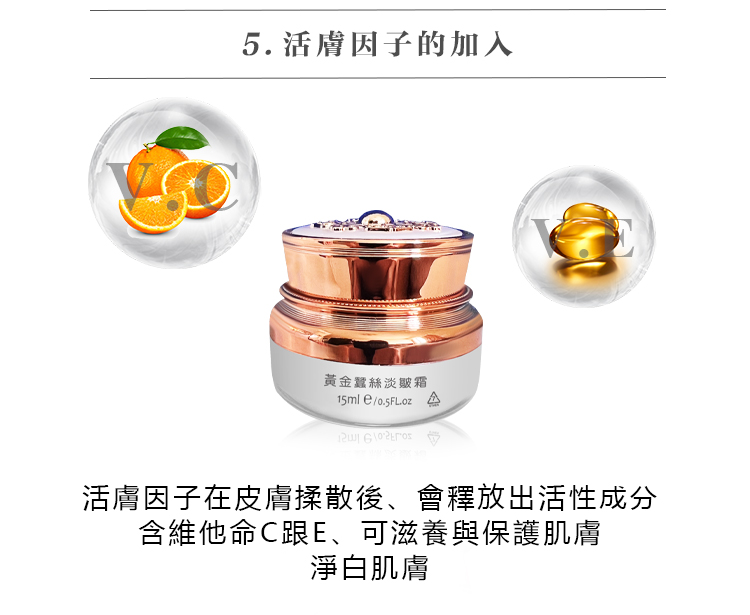 5. 活膚因子的加入
V.C
V.E
黃金蠶絲淡皺霜
15ml e/0.5FL.oz
活膚因子在皮膚揉散後、會釋放出活性成分
含維他命C跟E、可滋養與保護肌膚
淨白肌膚